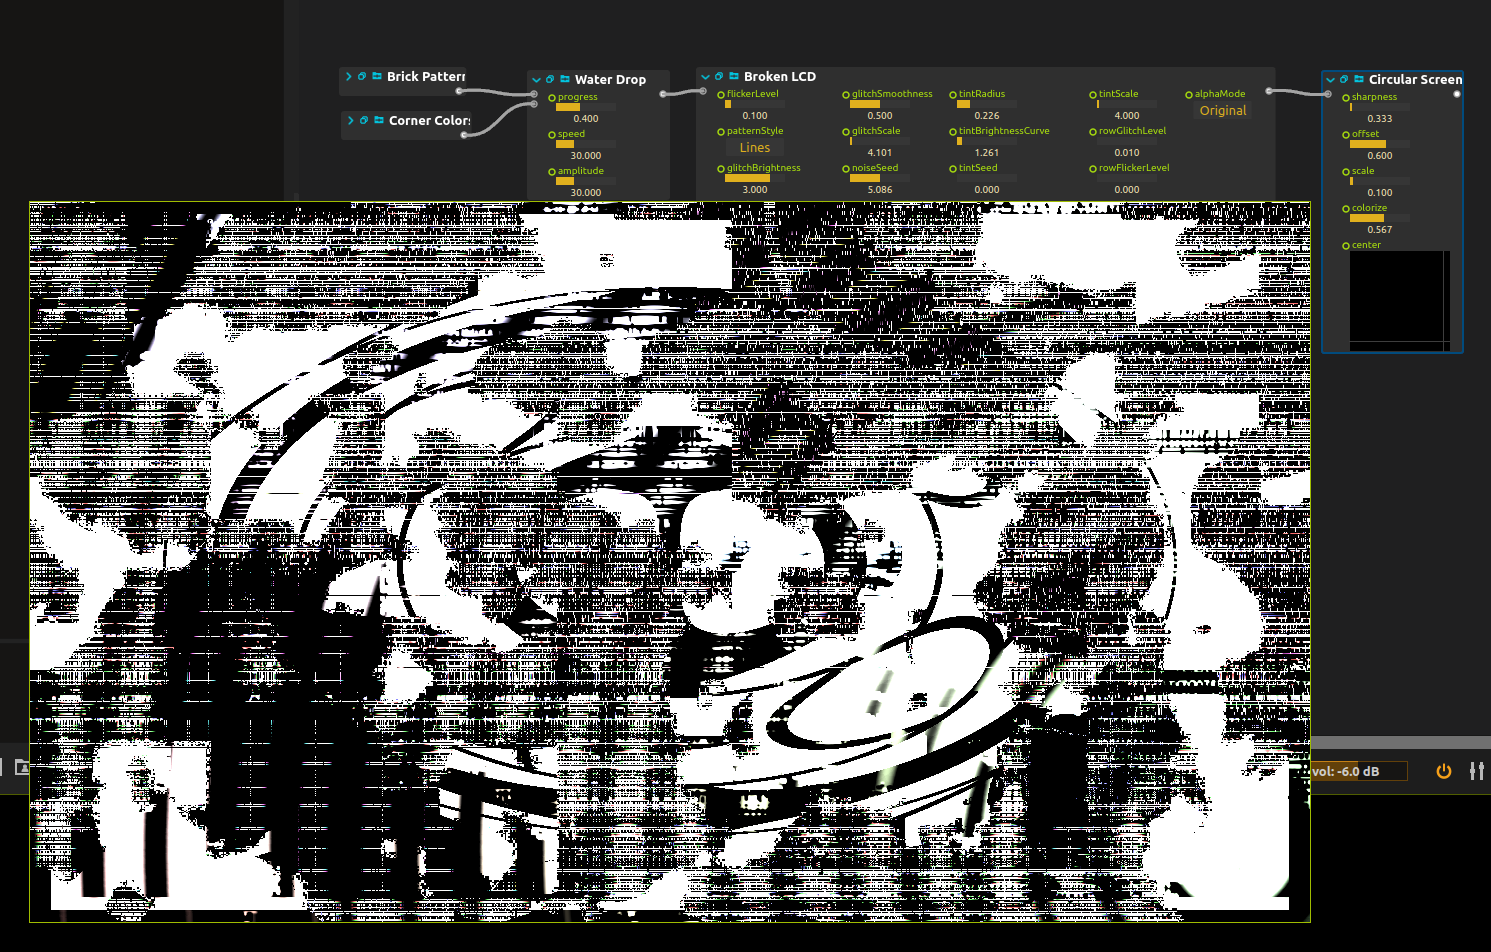 Brick Patterr
Corner Colors
Water Drop
progress
0.400
speed
30.000
amplitude
30.000
Broken LCD
flickerLevel
0.100
patternStyle
Lines
glitchBrightness
3.000
glitchSmoothness
0.500
glitchScale
4.101
noiseSeed
5.086
tintRadius
0.226
tintBrightnessCurve
1.261
tintSeed
0.000
tintScale
4.000
rowGlitchLevel
0.010
rowFlickerLevel
0.000
alphaMode
Original
Circular Screen
sharpness
0.333
offset
0.600
scale
0.100
colorize
0.567
center
vol: -6.0 dB